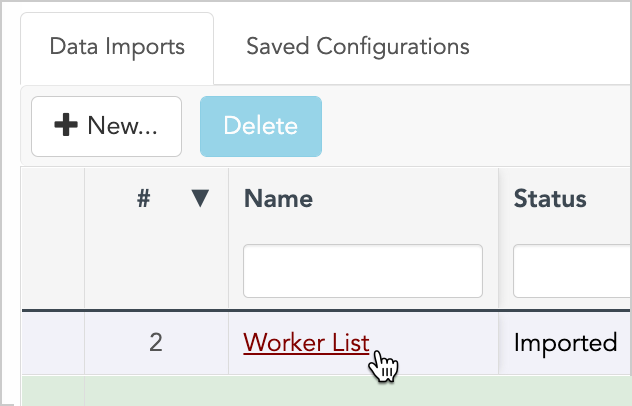 Data Imports Saved Configurations
New... Delete
# ▼ Name Status
2 Worker List Imported